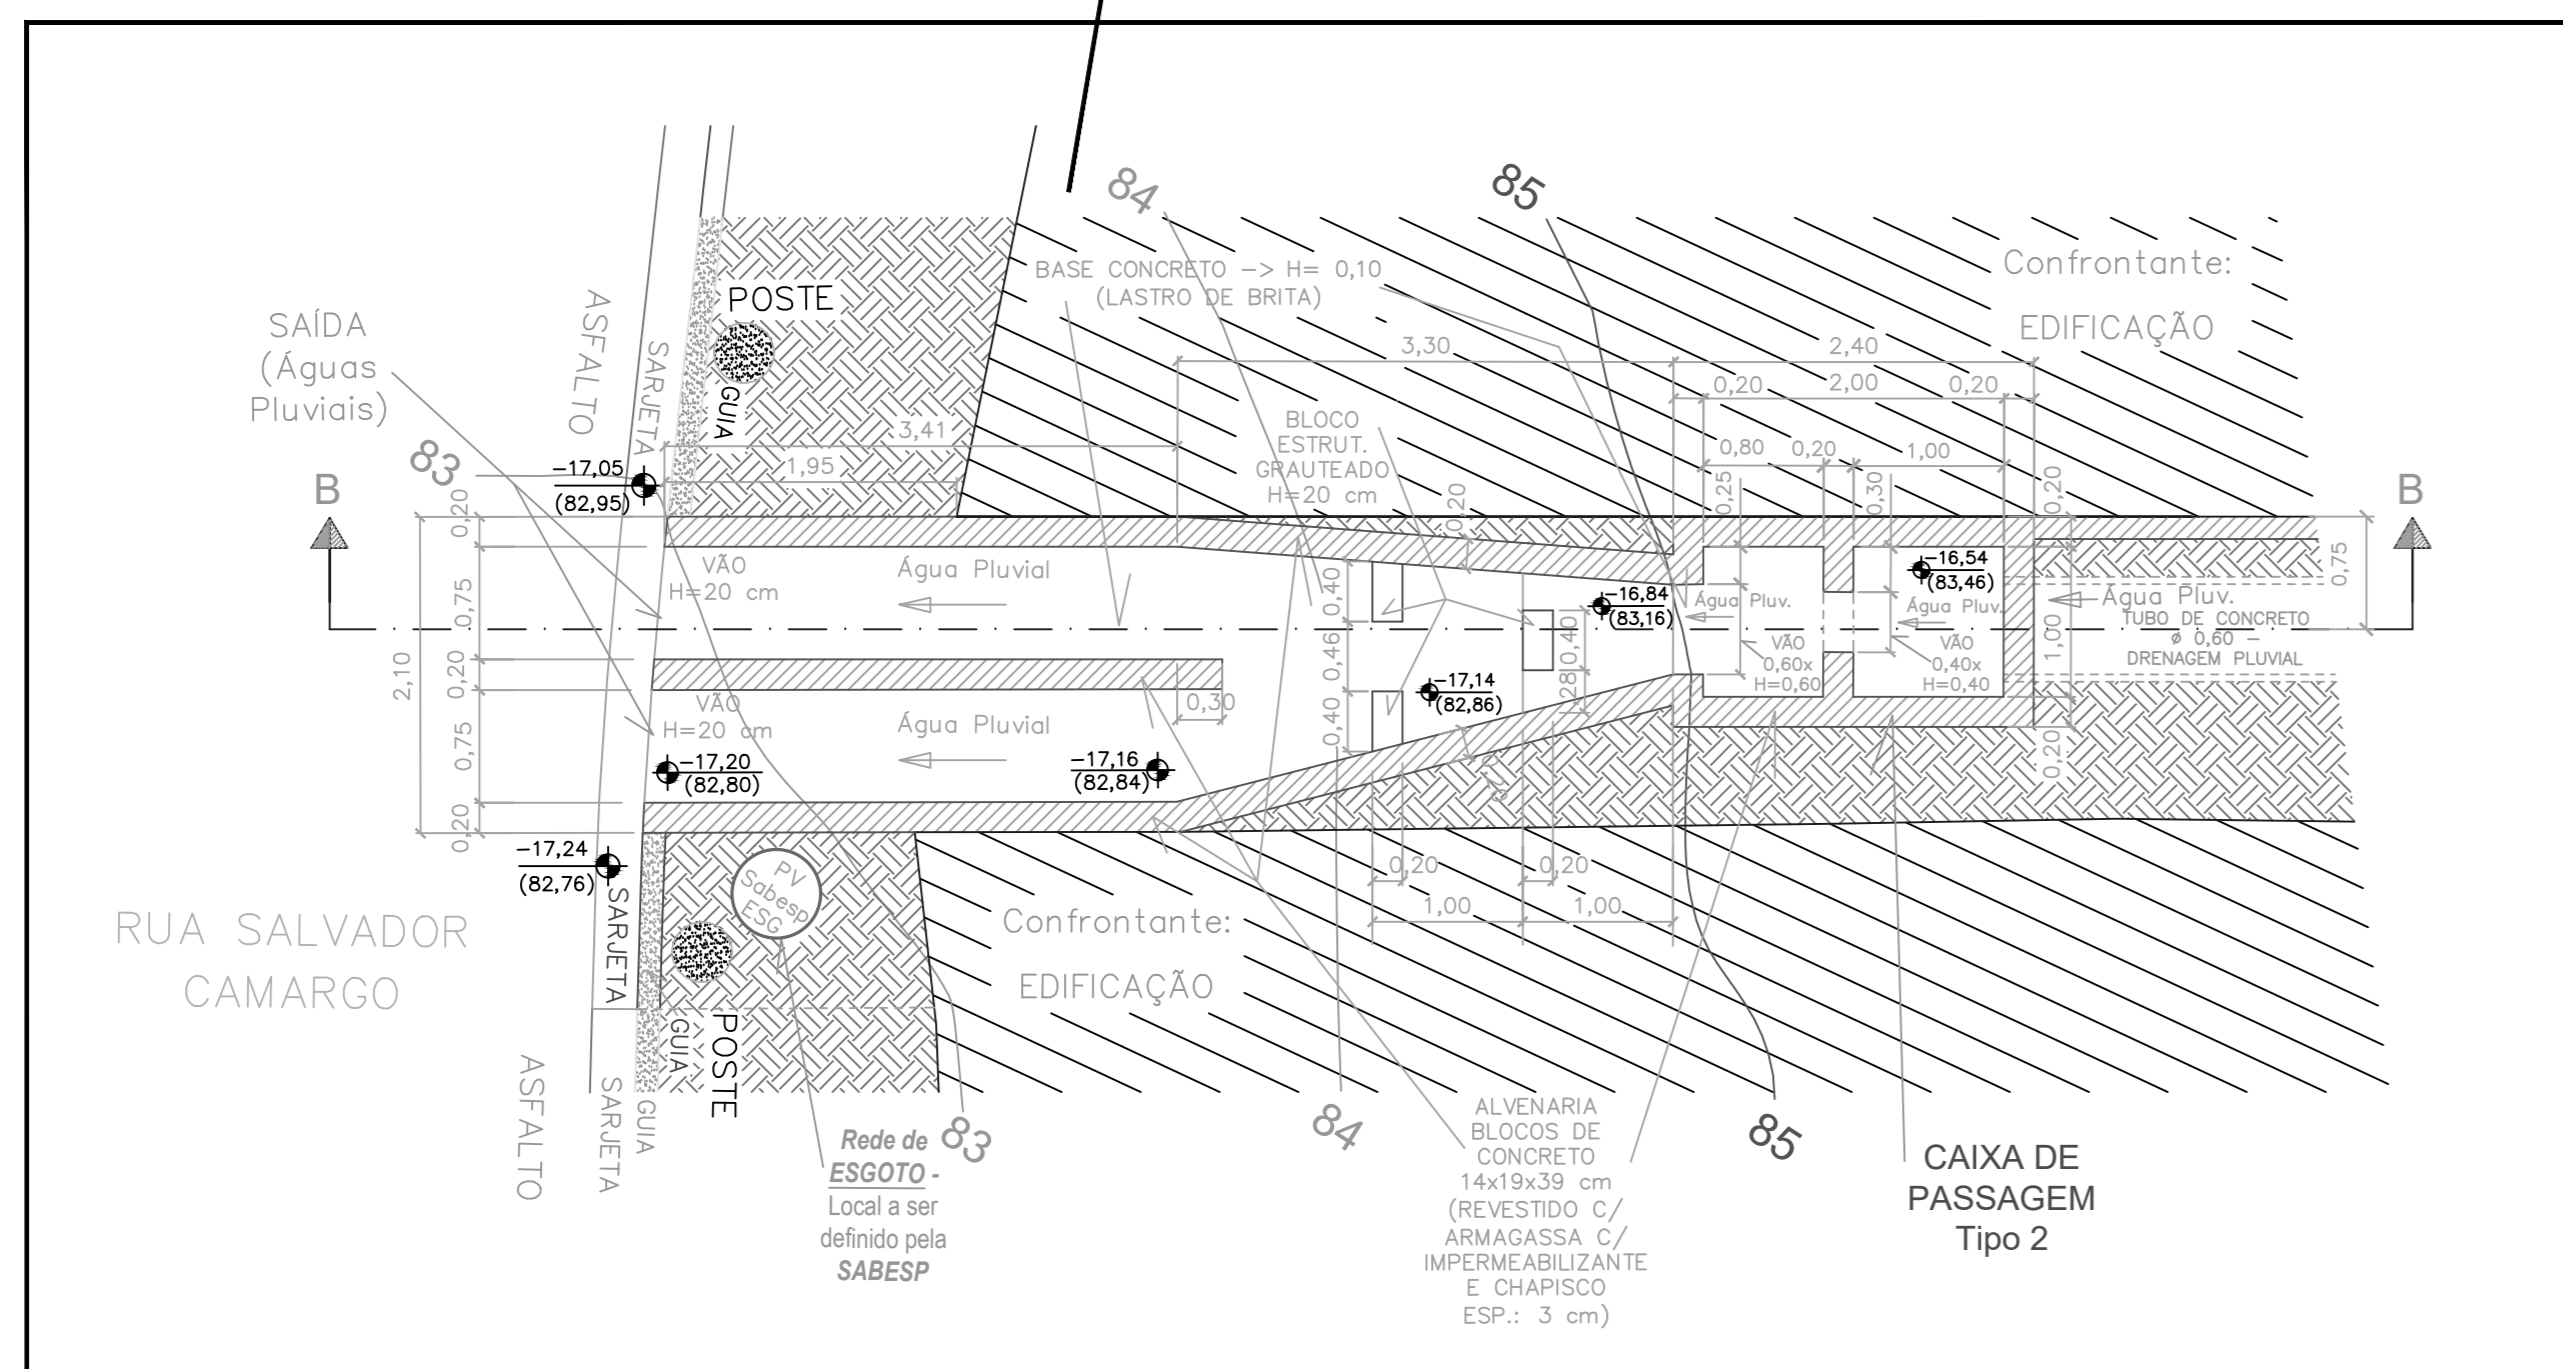 84
85
Confrontante:
EDIFICAÇÃO
BASE CONCRETO -> H= 0,10
(LASTRO DE BRITA)
POSTE
ASFALTO
SARJETA
GUIA
SAÍDA
(Águas
Pluviais)
83
3,30
2,40
0,20
2,00
0,20
3,41
1,95
BLOCO
ESTRUT.
GRAUTEADO
H=20 cm
0,80
0,20
1,00
0,25
0,30
0,20
0,20
-17,05
(82,95)
B
B
0,20
0,75
0,20
0,75
0,20
2,10
VÃO
H=20 cm
Água Pluvial
VÃO
H=20 cm
Água Pluvial
0,30
0,40
0,46
0,40
0,40
,28
0,20
-16,84
(83,16)
-17,14
(82,86)
-16,54
(83,46)
Água Pluv.
Água Pluv.
Água Pluv.
VÃO
0,60x
H=0,60
VÃO
0,40x
H=0,40
TUBO DE CONCRETO
ø 0,60 -
DRENAGEM PLUVIAL
0,75
1,00
0,20
-17,20
(82,80)
-17,16
(82,84)
-17,24
(82,76)
0,20
0,20
1,00
1,00
RUA SALVADOR
CAMARGO
SARJETA
PV
Sabesp
ESG
Confrontante:
EDIFICAÇÃO
GUIA
POSTE
ASFALTO
SARJETA
GUIA
Rede de
ESGOTO -
Local a ser
definido pela
SABESP
83
84
85
ALVENARIA
BLOCOS DE
CONCRETO
14x19x39 cm
(REVESTIDO C/
ARMAGASSA C/
IMPERMEABILIZANTE
E CHAPISCO
ESP.: 3 cm)
CAIXA DE
PASSAGEM
Tipo 2